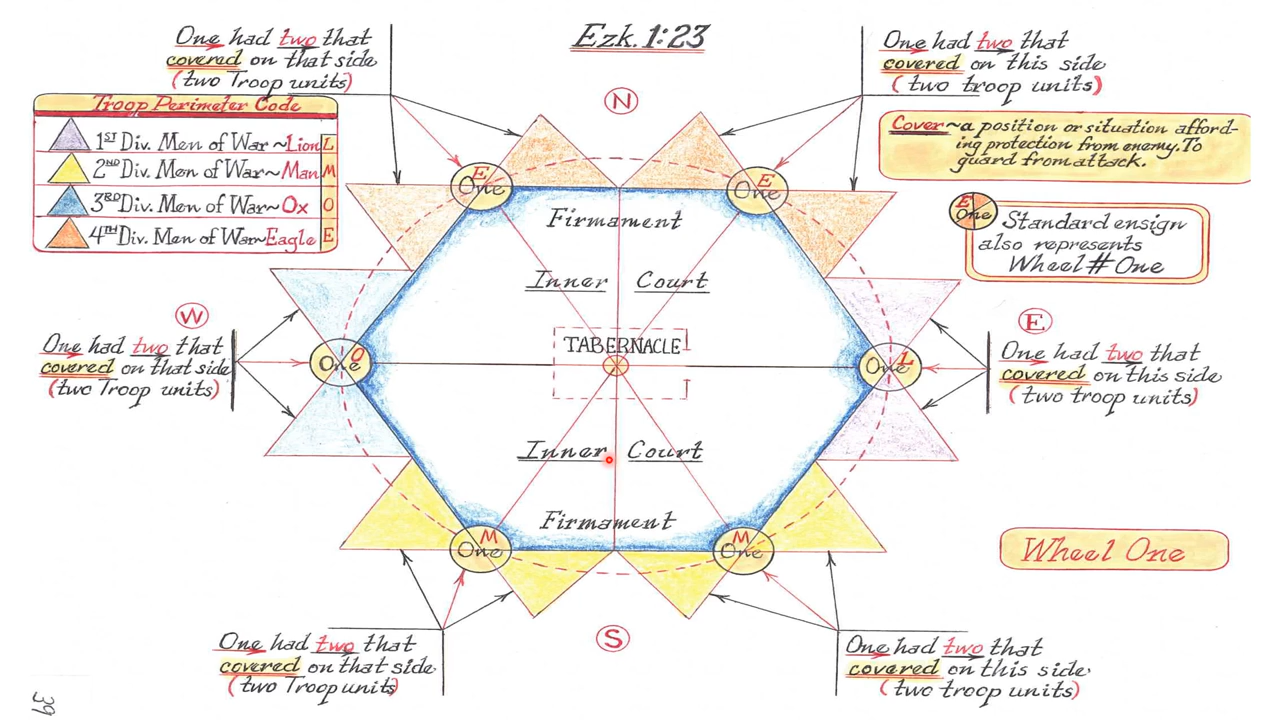 Ezk. 1:23
One had two that
covered on that side
(two Troop units)
One had two that
covered on this side
(two troop units)
Troop Perimeter Code
1ST Div. Men of War ~ Lion L
2ND Div. Men of War ~ Man M
3RD Div. Men of War ~ Ox O
4TH Div. Men of War ~ Eagle E
Cover ~ a position or situation afford-
ing protection from enemy. To
guard from attack.
E
One
Standard ensign
also represents
Wheel # One
N
E
One
E
One
Firmament
Inner Court
W
E
One had two that
covered on that side
(two Troop units)
O
One
TABERNACLE
L
One
One had two that
covered on this side
(two troop units)
Inner Court
Firmament
M
One
M
One
Wheel One
S
One had two that
covered on that side
(two Troop units)
One had two that
covered on this side
(two troop units)
39